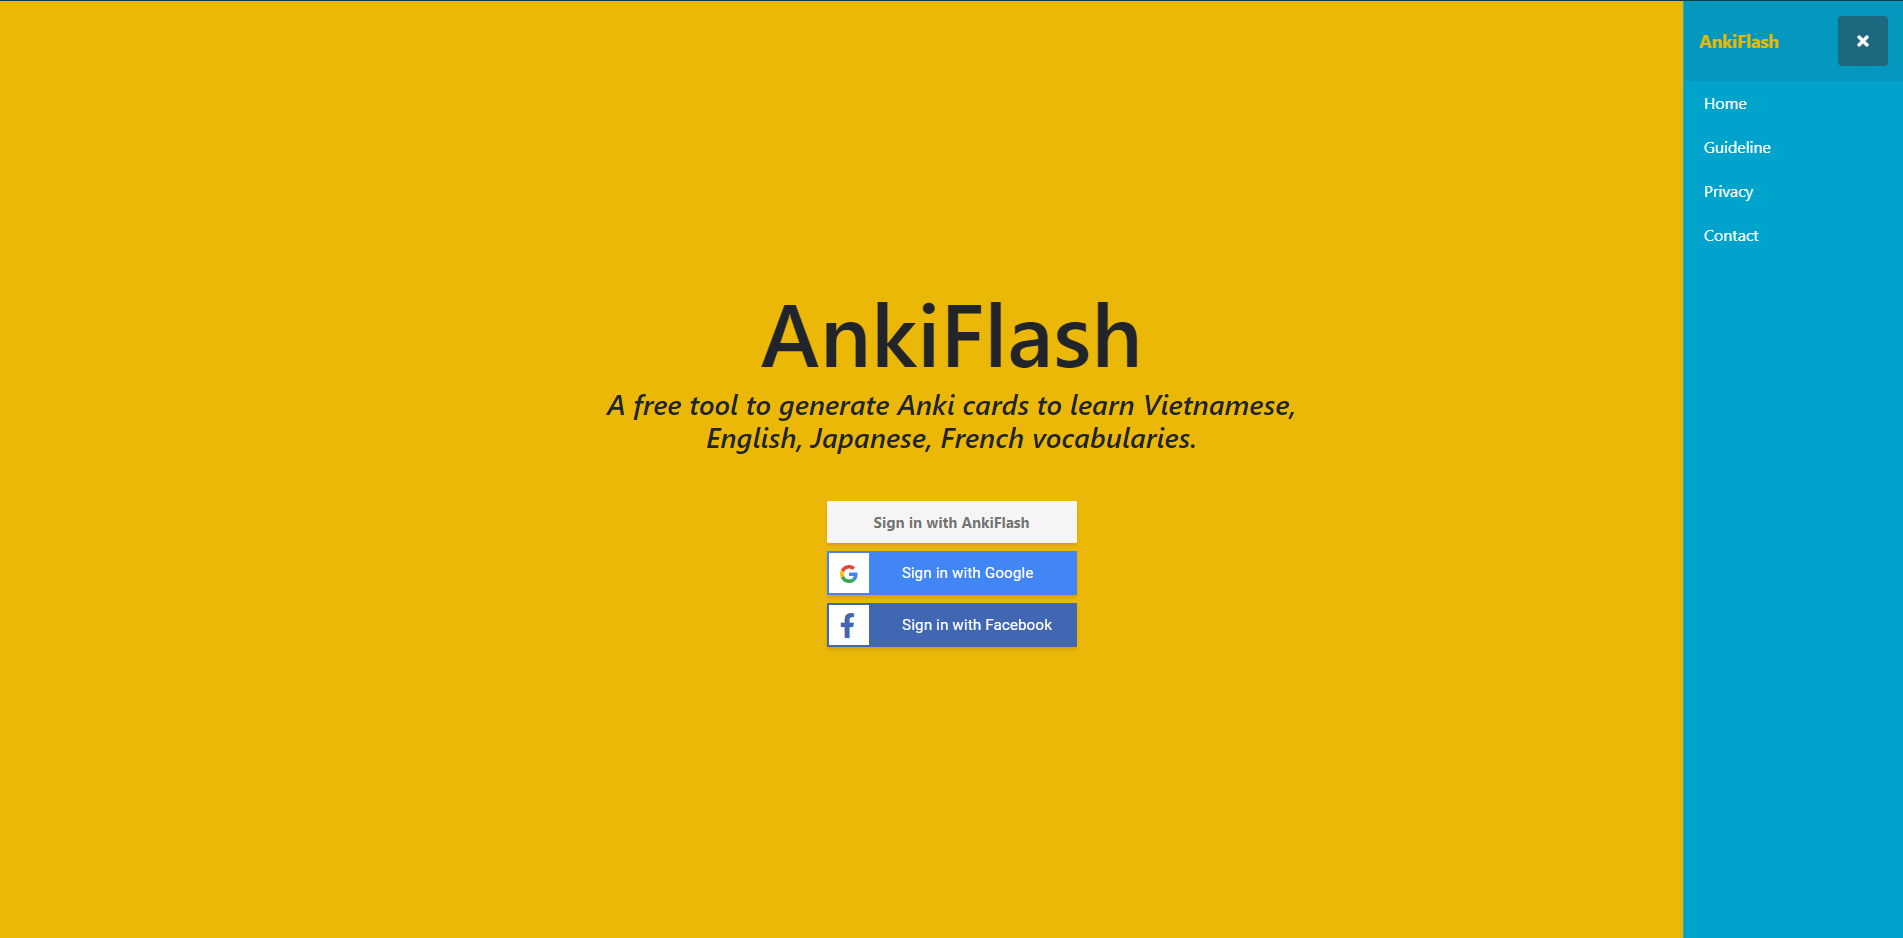 AnkiFlash
Home
Guideline
Privacy
Contact
AnkiFlash
A free tool to generate Anki cards to learn Vietnamese,
English, Japanese, French vocabularies.
Sign in with AnkiFlash
Sign in with Google
Sign in with Facebook